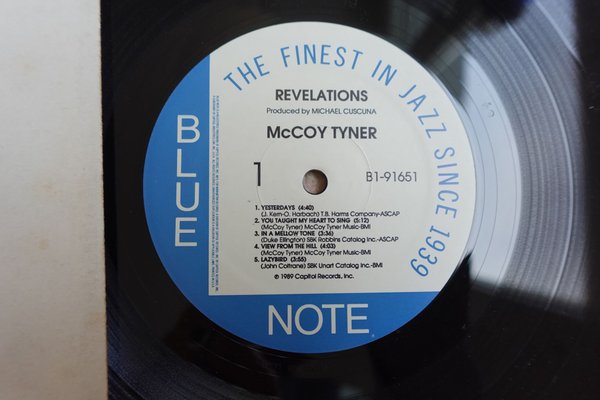 THE FINEST IN JAZZ SINCE 1939
REVELATIONS
Produced by MICHAEL CUSCUNA
McCOY TYNER
1
B1-91651
1. YESTERDAYS (4:40)
(J. Kern-O. Harbach) T.B. Harms Company-ASCAP
2. YOU TAUGHT MY HEART TO SING (5:12)
(McCoy Tyner) McCoy Tyner Music-BMI
3. IN A MELLOW TONE (3:36)
(Duke Ellington) SBK Robbins Catalog Inc.-ASCAP
4. VIEW FROM THE HILL (4:03)
(McCoy Tyner) McCoy Tyner Music-BMI
5. LAZYBIRD (3:55)
(John Coltrane) SBK Unart Catalog Inc.-BMI
℗ 1989 Capitol Records, Inc.
BLUE
NOTE